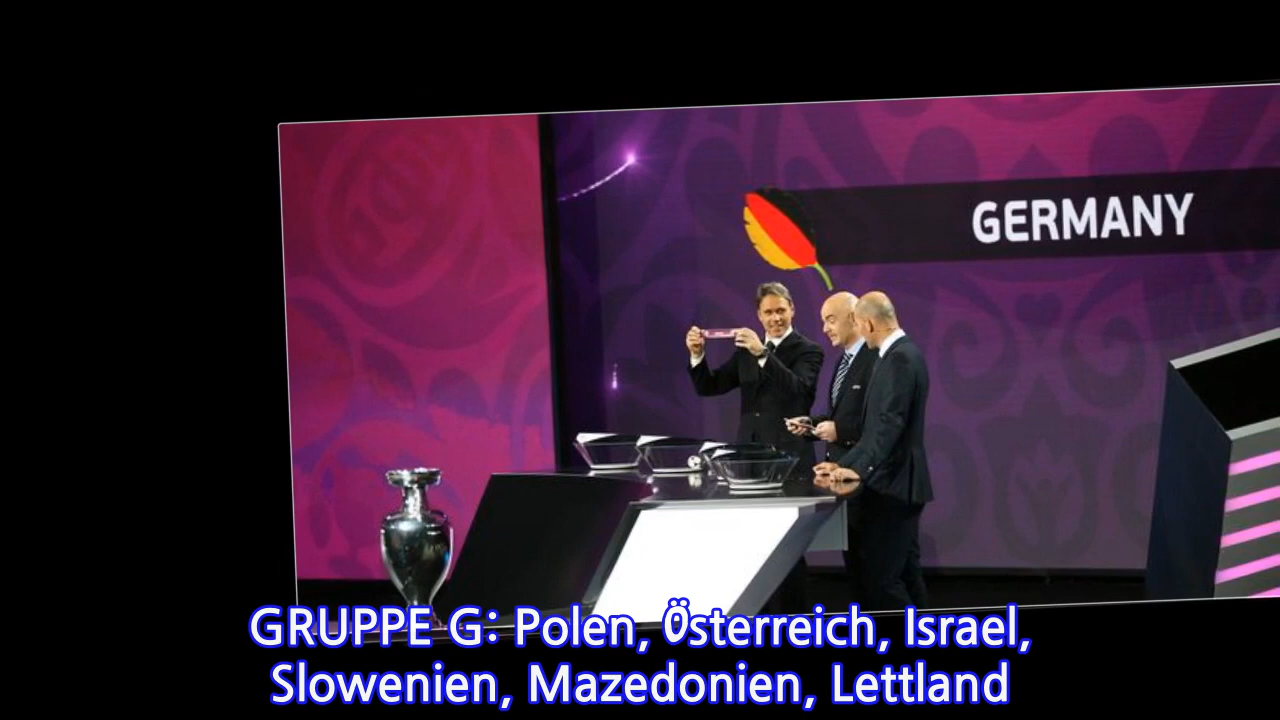 GERMANY
GRUPPE G: Polen, Österreich, Israel,
Slowenien, Mazedonien, Lettland